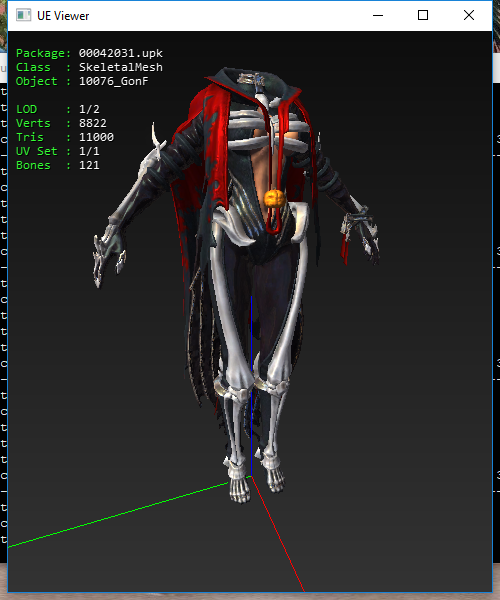 UE Viewer
Package: 00042031.upk
Class : SkeletalMesh
Object : 10076_GonF
LOD : 1/2
Verts : 8822
Tris : 11000
UV Set : 1/1
Bones : 121